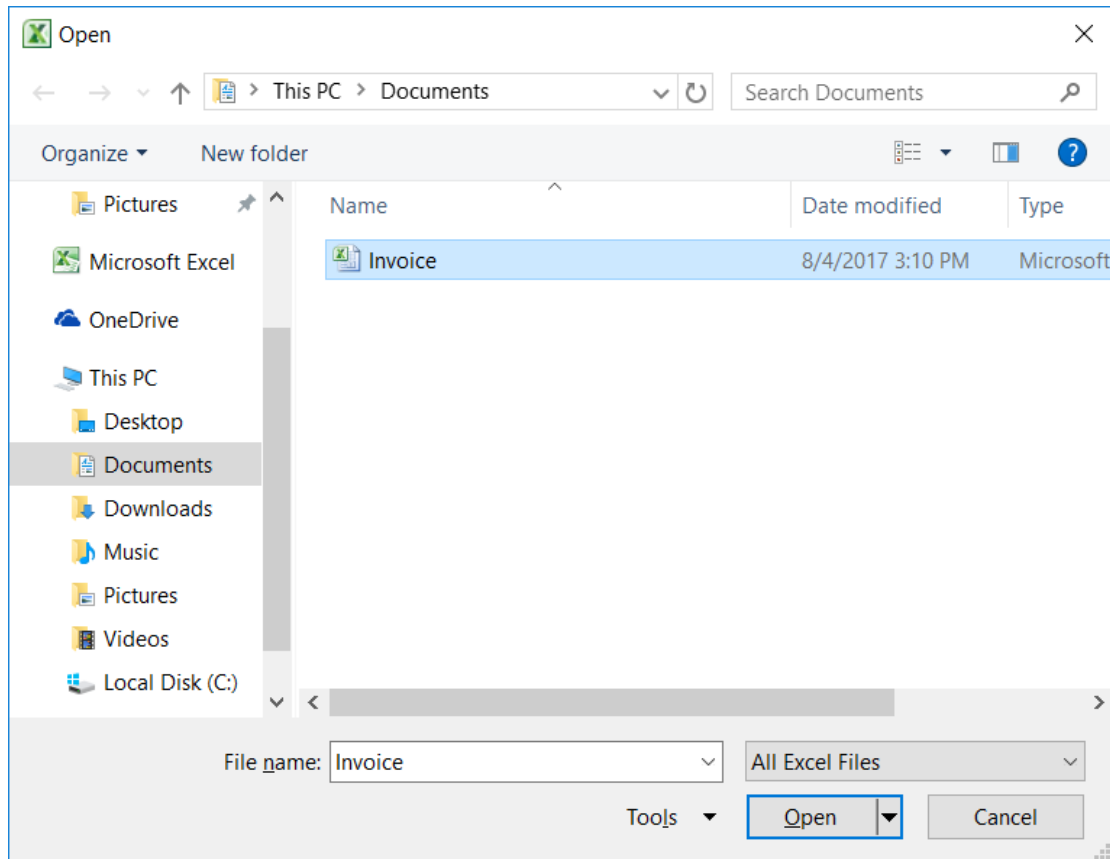 Open
This PC > Documents
Search Documents
Organize
New folder
?
Pictures
Microsoft Excel
OneDrive
This PC
Desktop
Documents
Downloads
Music
Pictures
Videos
Local Disk (C:)
Name Date modified Type
Invoice 8/4/2017 3:10 PM Microsoft
File name: Invoice
All Excel Files
Tools
Open
Cancel